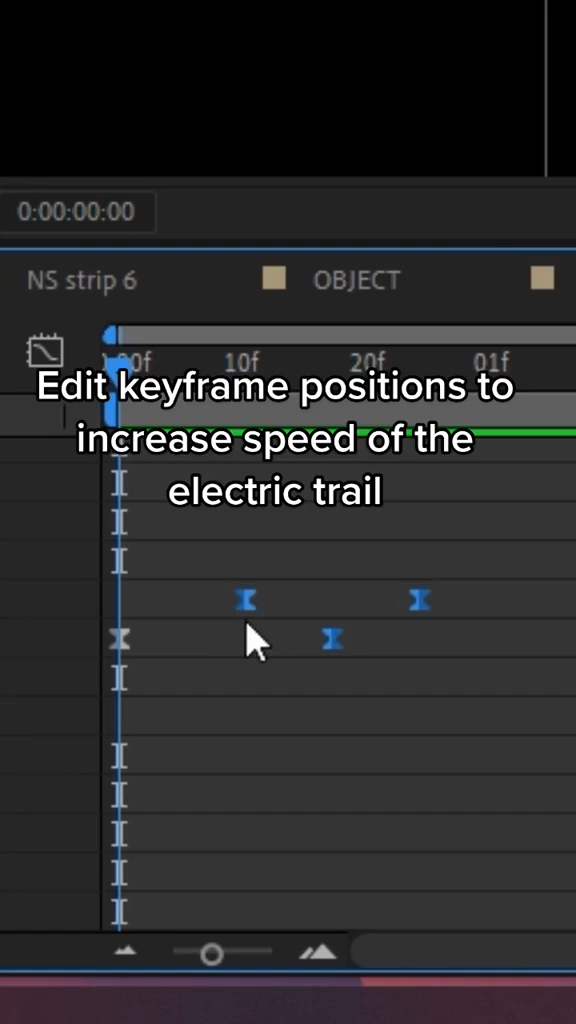 0:00:00:00
NS strip 6 OBJECT
00f 10f 20f 01f
Edit keyframe positions to
increase speed of the
electric trail